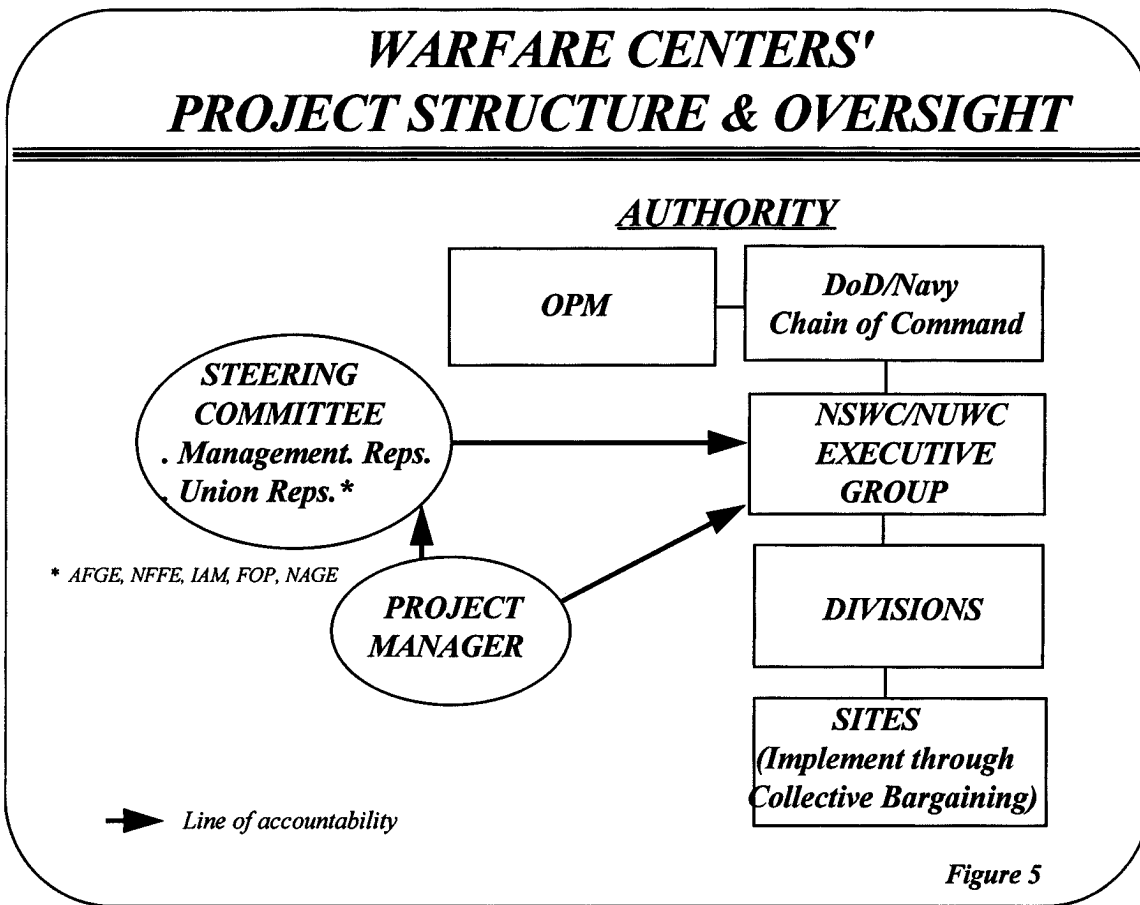 WARFARE CENTERS'
PROJECT STRUCTURE & OVERSIGHT
AUTHORITY
OPM
DoD/Navy
Chain of Command
STEERING
COMMITTEE
. Management. Reps.
. Union Reps.*
NSWC/NUWC
EXECUTIVE
GROUP
* AFGE, NFFE, IAM, FOP, NAGE
PROJECT
MANAGER
DIVISIONS
SITES
(Implement through
Collective Bargaining)
Line of accountability
Figure 5